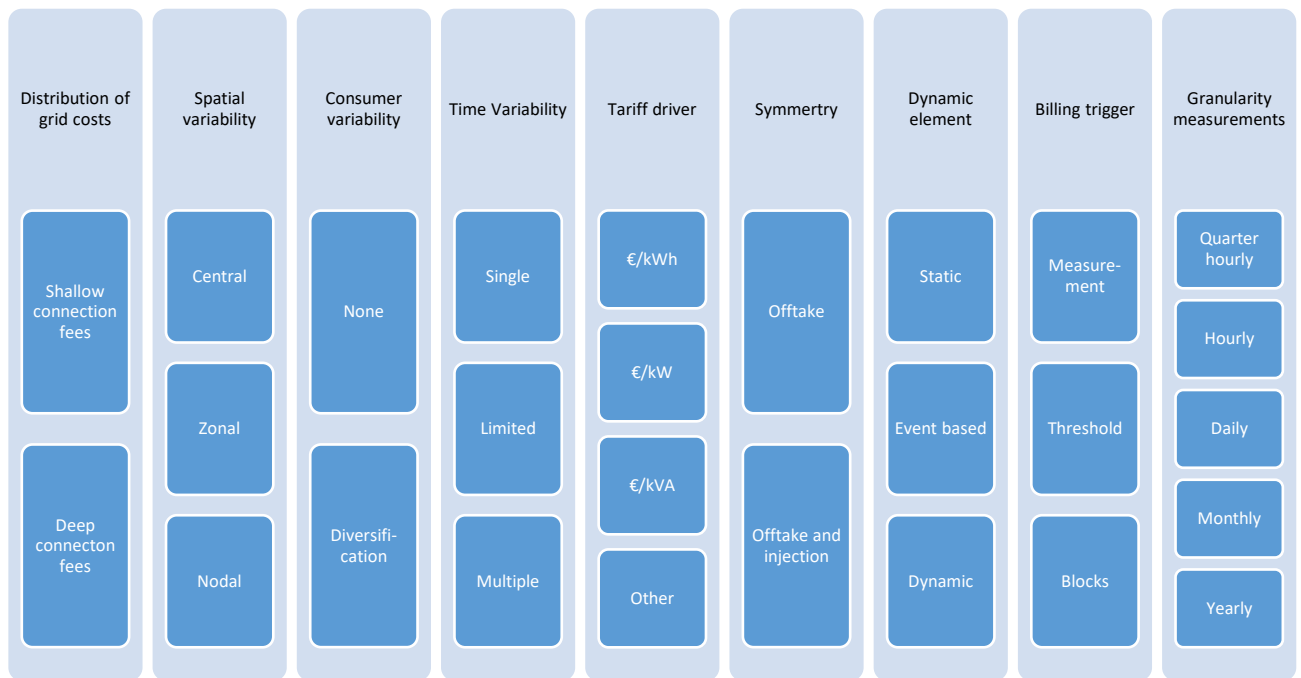 Distribution of
grid costs
Shallow
connection
fees
Deep
connecton
fees
Spatial
variability
Central
Zonal
Nodal
Consumer
variability
None
Diversifi-
cation
Time Variability
Single
Limited
Multiple
Tariff driver
€/kWh
€/kW
€/kVA
Other
Symmertry
Offtake
Offtake and
injection
Dynamic
element
Static
Event based
Dynamic
Billing trigger
Measure-
ment
Threshold
Blocks
Granularity
measurements
Quarter
hourly
Hourly
Daily
Monthly
Yearly